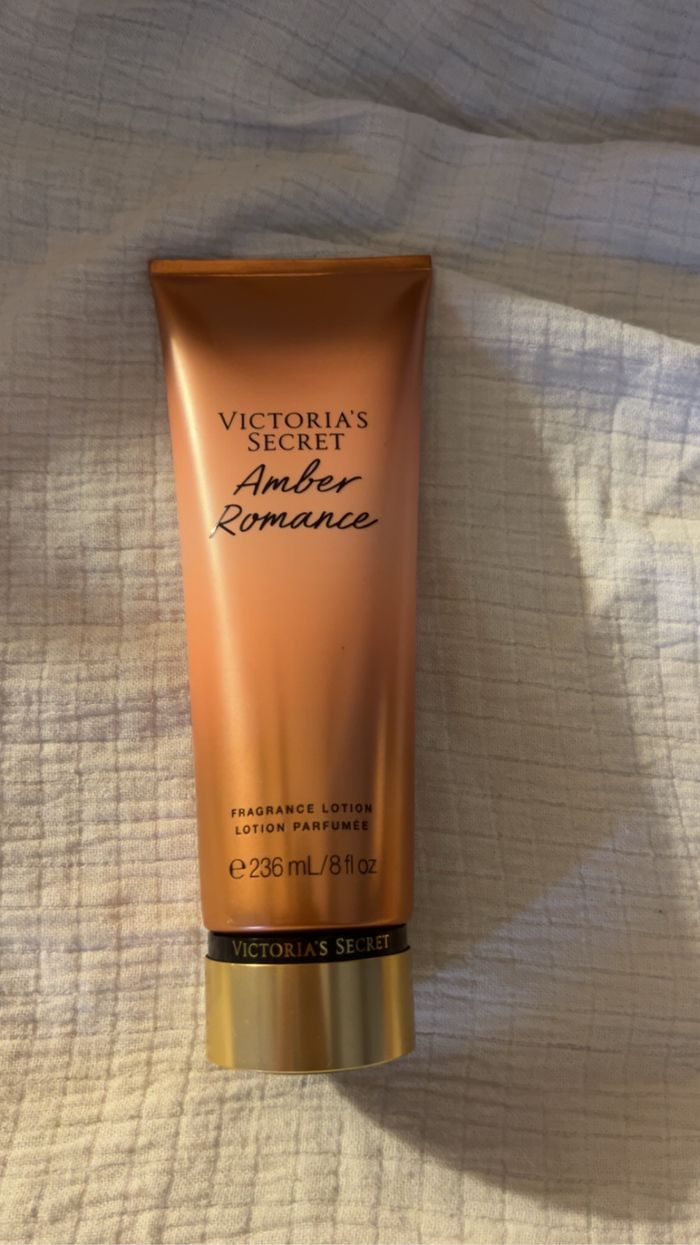 VICTORIA'S
SECRET
Amber
Romance
FRAGRANCE LOTION
LOTION PARFUMÉE
℮ 236 mL/8 fl oz
VICTORIA'S SECRET